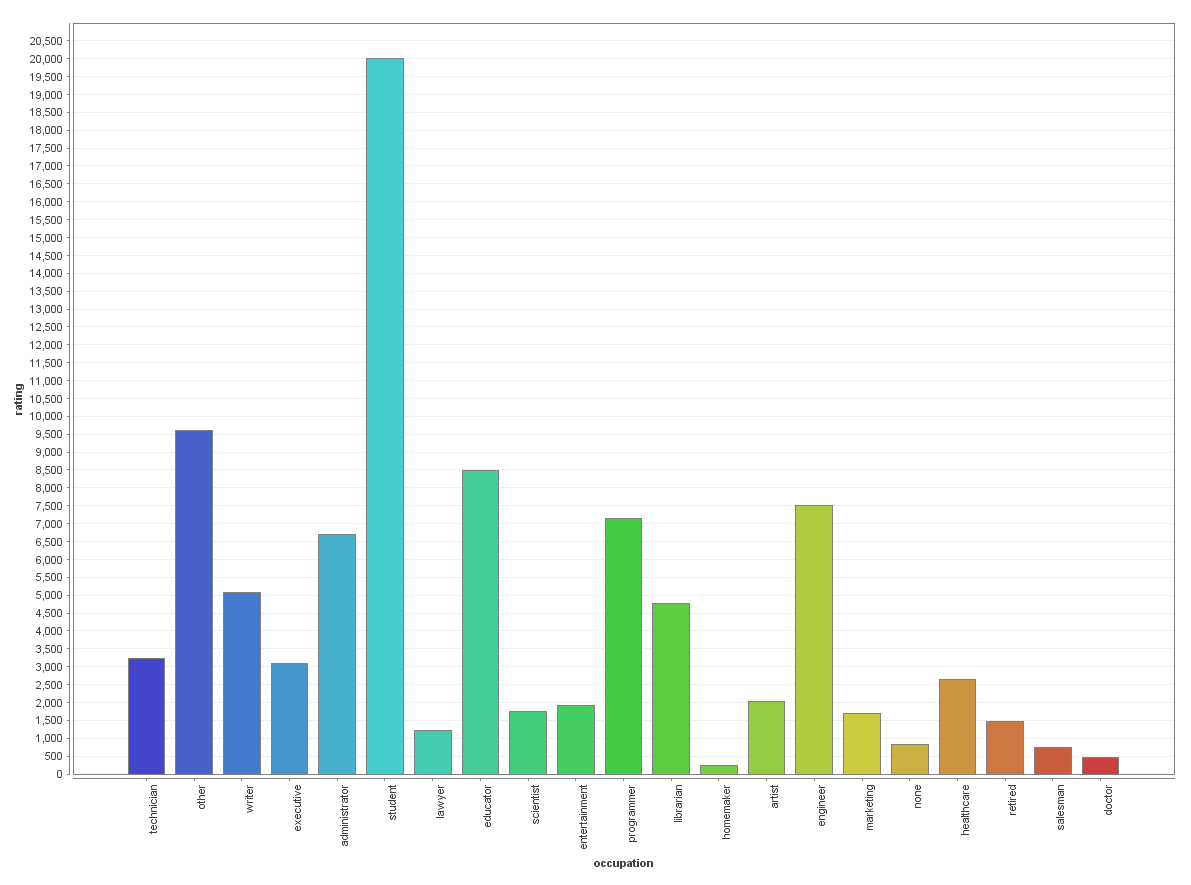 20,500
20,000
19,500
19,000
18,500
18,000
17,500
17,000
16,500
16,000
15,500
15,000
14,500
14,000
13,500
13,000
12,500
12,000
11,500
11,000
10,500
10,000
9,500
9,000
8,500
8,000
7,500
7,000
6,500
6,000
5,500
5,000
4,500
4,000
3,500
3,000
2,500
2,000
1,500
1,000
500
0
rating
technician
other
writer
executive
administrator
student
lawyer
educator
scientist
entertainment
programmer
librarian
homemaker
artist
engineer
marketing
none
healthcare
retired
salesman
doctor
occupation